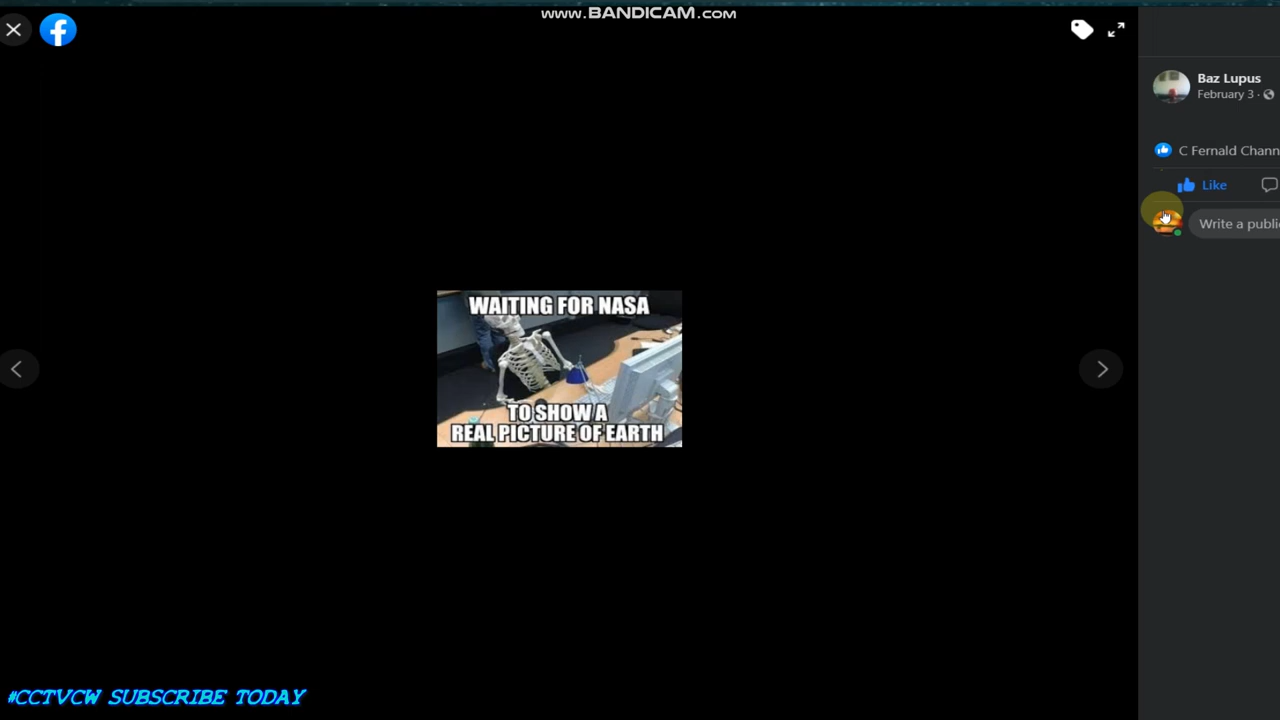 www.BANDICAM.com
Baz Lupus
February 3 ·
C Fernald Chann
Like
Write a public
WAITING FOR NASA
TO SHOW A
REAL PICTURE OF EARTH
#CCTVCW SUBSCRIBE TODAY